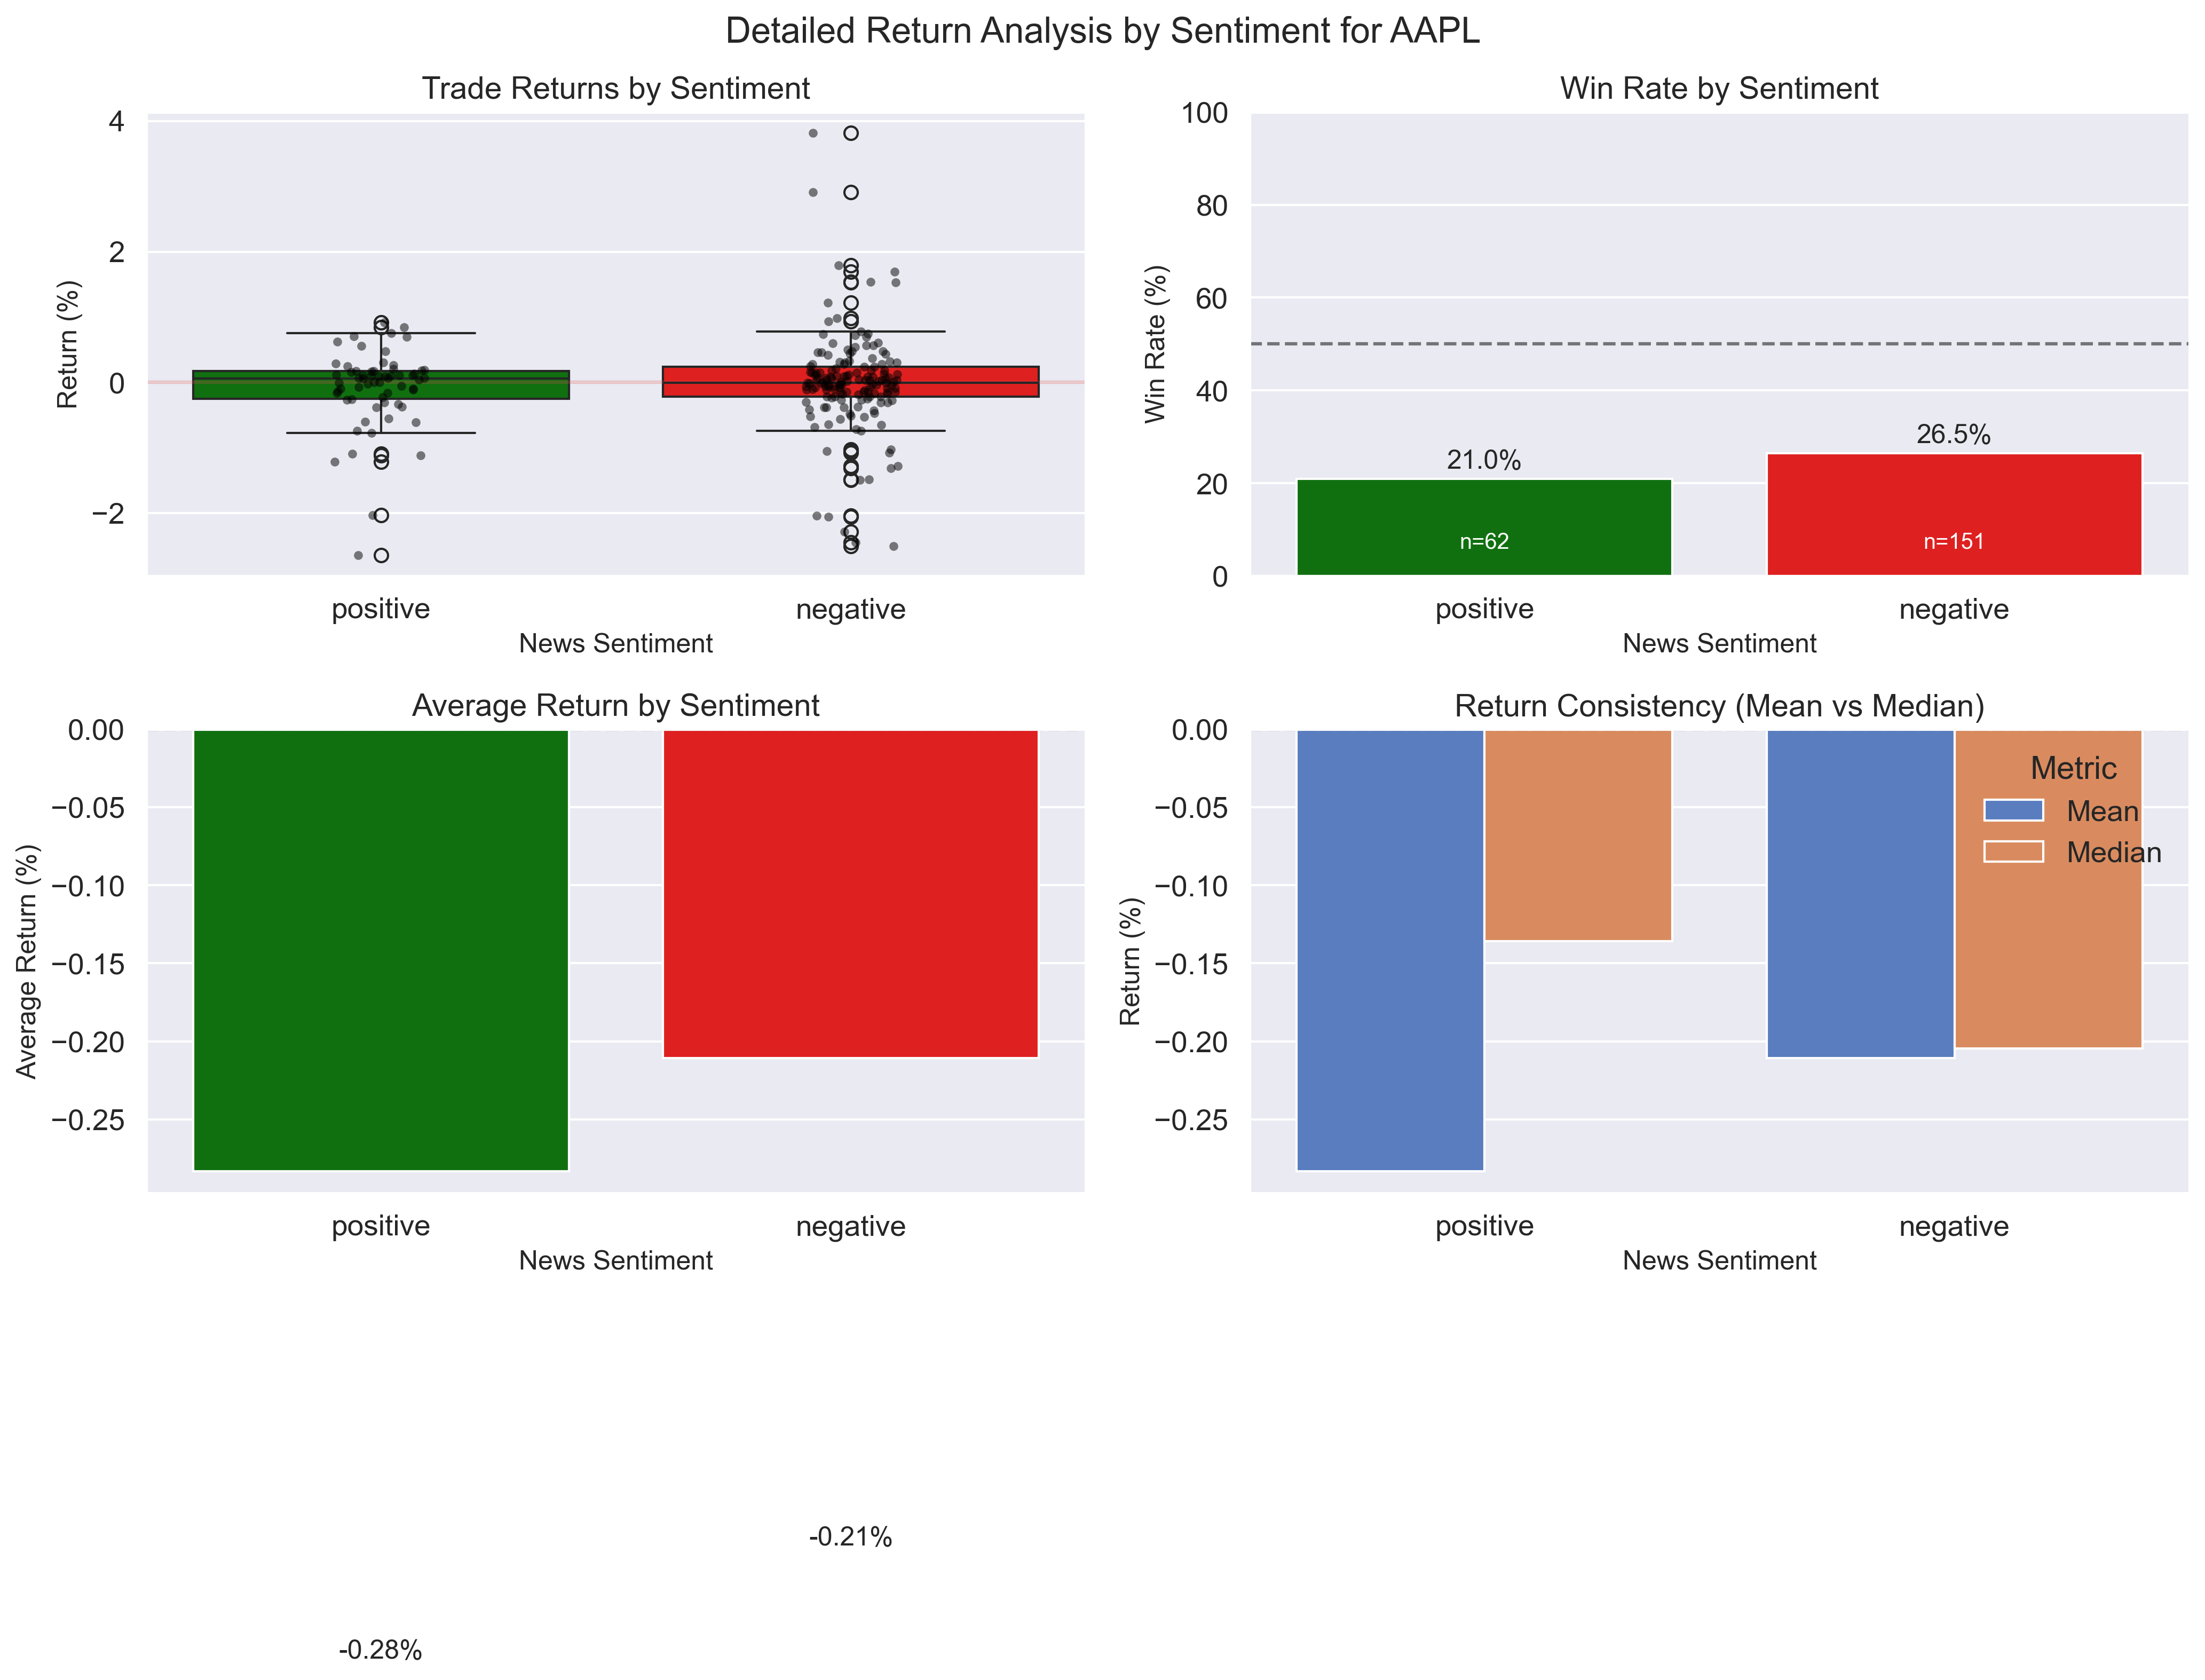 Detailed Return Analysis by Sentiment for AAPL
Trade Returns by Sentiment
4
2
0
−2
Return (%)
positive
negative
News Sentiment
Win Rate by Sentiment
100
80
60
40
20
0
Win Rate (%)
21.0%
26.5%
n=62
n=151
positive
negative
News Sentiment
Average Return by Sentiment
0.00
−0.05
−0.10
−0.15
−0.20
−0.25
Average Return (%)
positive
negative
News Sentiment
-0.21%
-0.28%
Return Consistency (Mean vs Median)
0.00
−0.05
−0.10
−0.15
−0.20
−0.25
Return (%)
Metric
Mean
Median
positive
negative
News Sentiment